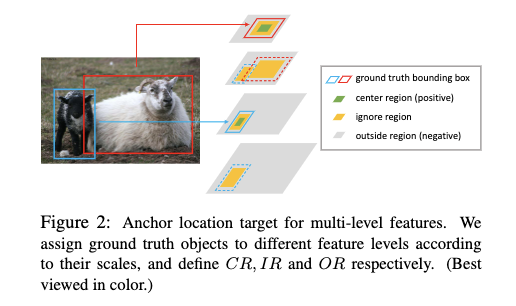 ground truth bounding box
center region (positive)
ignore region
outside region (negative)
Figure 2: Anchor location target for multi-level features. We
assign ground truth objects to different feature levels according
to their scales, and define CR, IR and OR respectively. (Best
viewed in color.)